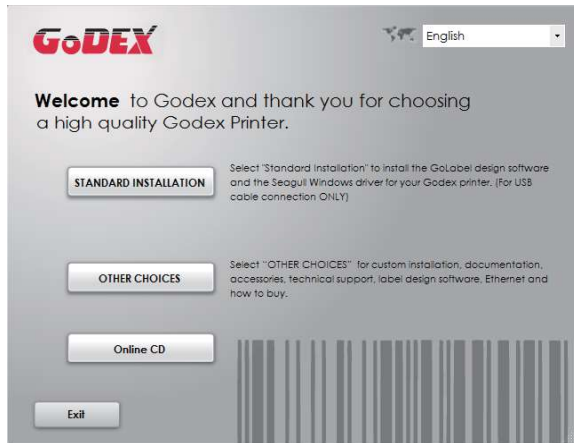 GoDEX
English
Welcome to Godex and thank you for choosing
a high quality Godex Printer.
STANDARD INSTALLATION
Select "Standard Installation" to install the GoLabel design software
and the Seagull Windows driver for your Godex printer. (For USB
cable connection ONLY)
OTHER CHOICES
Select "OTHER CHOICES" for custom installation, documentation,
accessories, technical support, label design software, Ethernet and
how to buy.
Online CD
Exit